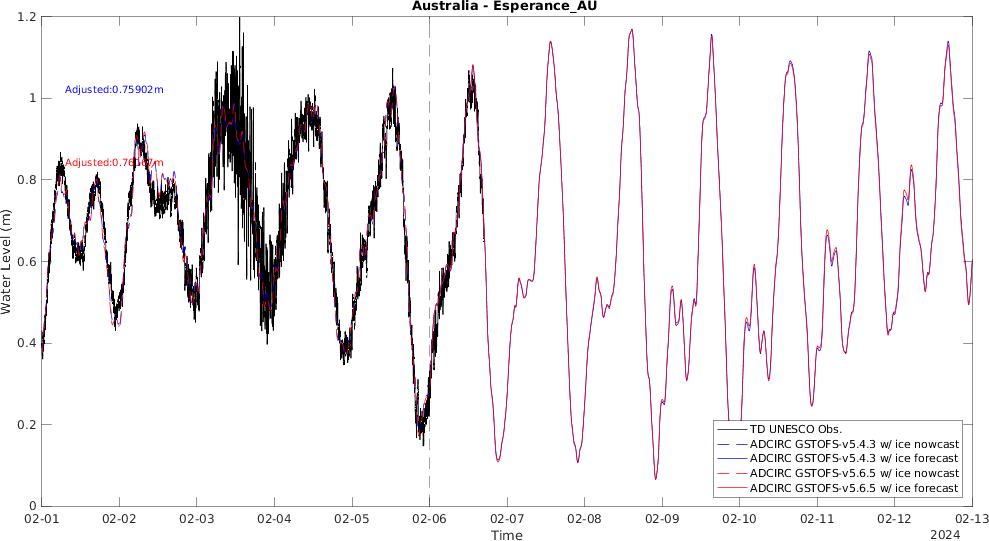 Australia - Esperance_AU
1.2
1
0.8
0.6
0.4
0.2
0
Water Level (m)
Adjusted:0.75902m
TD UNESCO Obs.
ADCIRC GSTOFS-v5.4.3 w/ ice nowcast
ADCIRC GSTOFS-v5.4.3 w/ ice forecast
ADCIRC GSTOFS-v5.6.5 w/ ice nowcast
ADCIRC GSTOFS-v5.6.5 w/ ice forecast
02-01 02-02 02-03 02-04 02-05 02-06 02-07 02-08 02-09 02-10 02-11 02-12 02-13
Time
2024